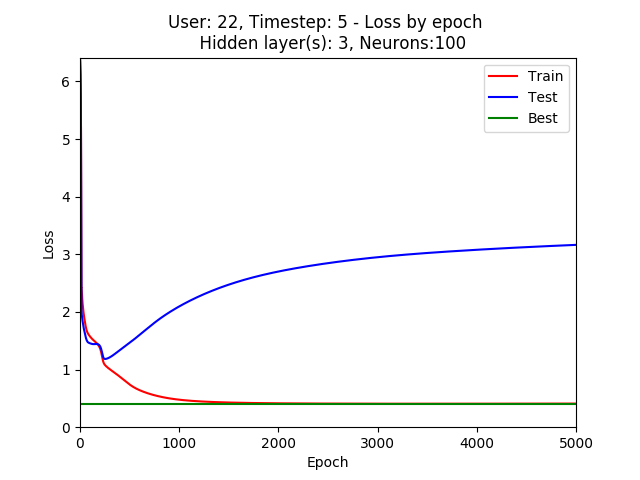 User: 22, Timestep: 5 - Loss by epoch
Hidden layer(s): 3, Neurons:100
Train
Test
Best
6
5
4
3
2
1
0
Loss
0
1000
2000
3000
4000
5000
Epoch